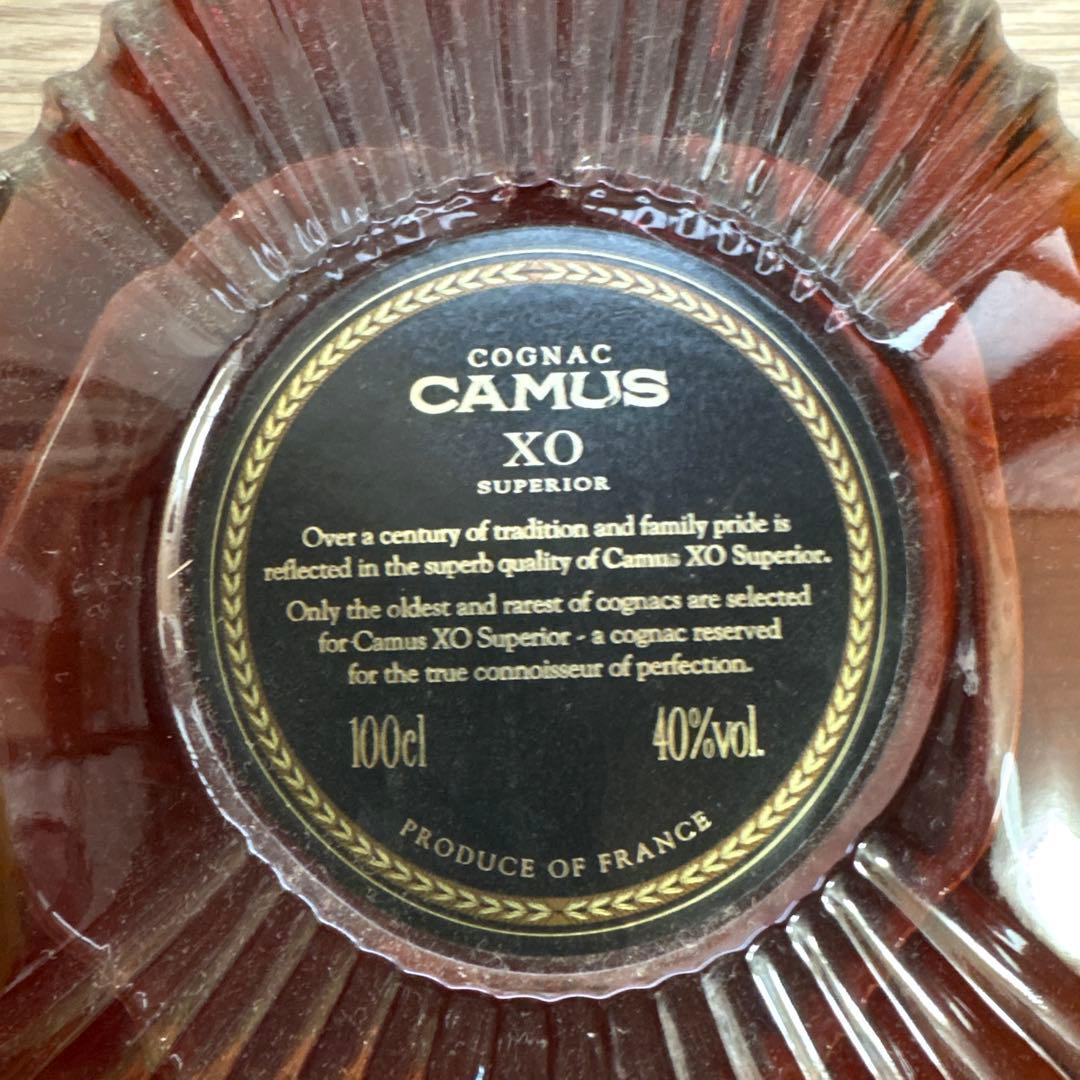 COGNAC
CAMUS
XO
SUPERIOR
Over a century of tradition and family pride is
reflected in the superb quality of Camus XO Superior.
Only the oldest and rarest of cognacs are selected
for Camus XO Superior - a cognac reserved
for the true connoisseur of perfection.
100cl 40%vol.
PRODUCE OF FRANCE